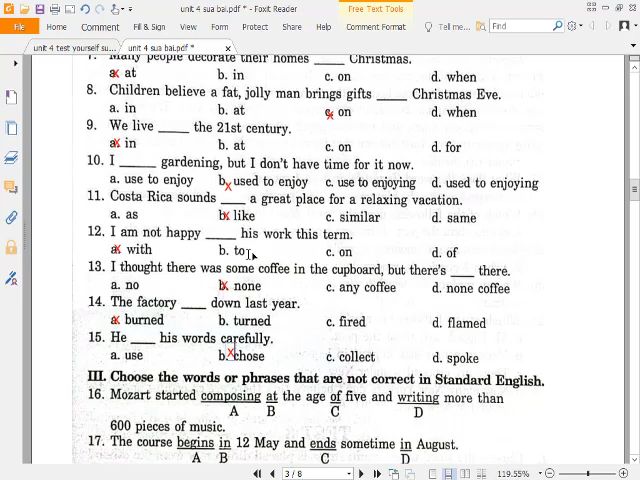 unit 4 sua bai.pdf * - Foxit Reader
Free Text Tools
File Home Comment Fill & Sign View Form Protect Share Help Comment Format Tell me... Find
unit 4 test yourself su... unit 4 sua bai.pdf *
7. Many people decorate their homes ____ Christmas.
a. at b. in c. on d. when
8. Children believe a fat, jolly man brings gifts ____ Christmas Eve.
a. in b. at c. on d. when
9. We live ____ the 21st century.
a. in b. at c. on d. for
10. I ____ gardening, but I don't have time for it now.
a. use to enjoy b. used to enjoy c. use to enjoying d. used to enjoying
11. Costa Rica sounds ____ a great place for a relaxing vacation.
a. as b. like c. similar d. same
12. I am not happy ____ his work this term.
a. with b. to c. on d. of
13. I thought there was some coffee in the cupboard, but there's ____ there.
a. no b. none c. any coffee d. none coffee
14. The factory ____ down last year.
a. burned b. turned c. fired d. flamed
15. He ____ his words carefully.
a. use b. chose c. collect d. spoke
III. Choose the words or phrases that are not correct in Standard English.
16. Mozart started composing at the age of five and writing more than
A B C D
600 pieces of music.
17. The course begins in 12 May and ends sometime in August.
A B C D
3 / 8 119.55%